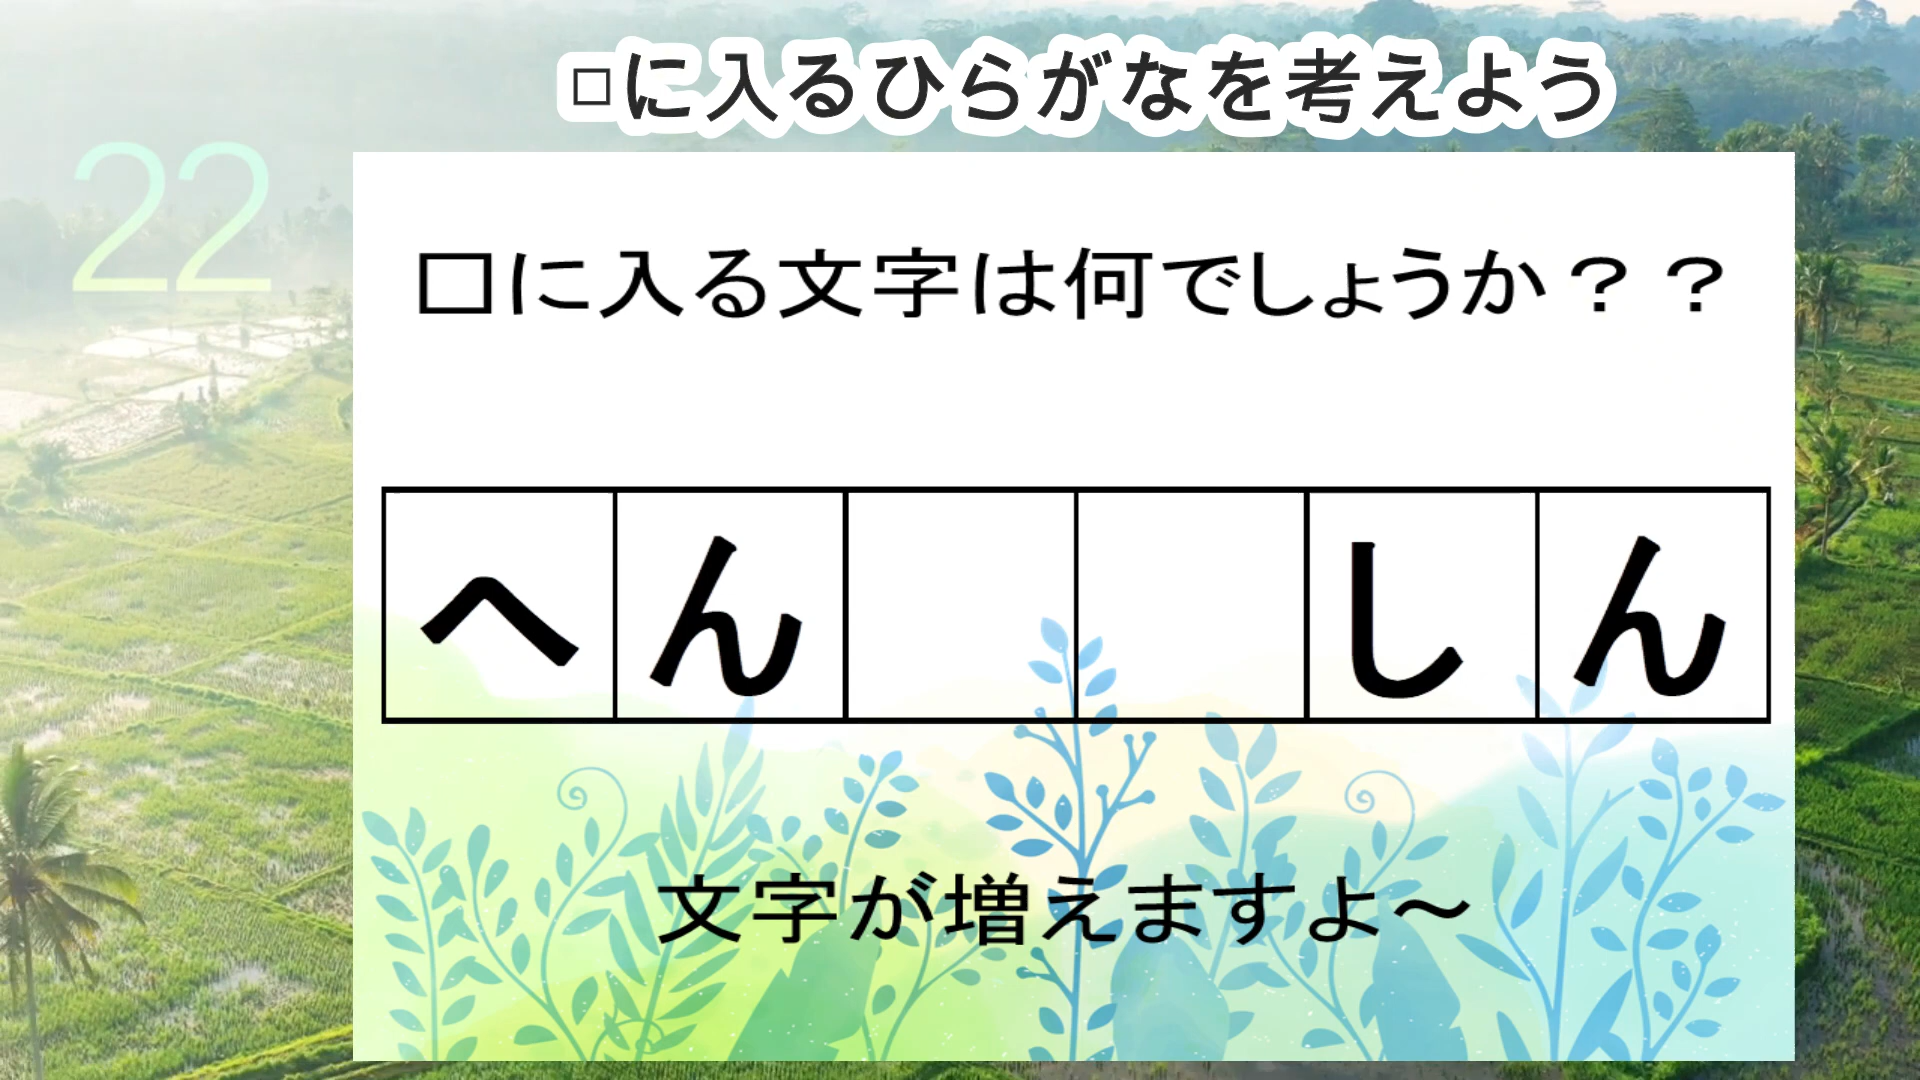 □に入るひらがなを考えよう
22
□に入る文字は何でしょうか？？
へん しん
文字が増えますよ～